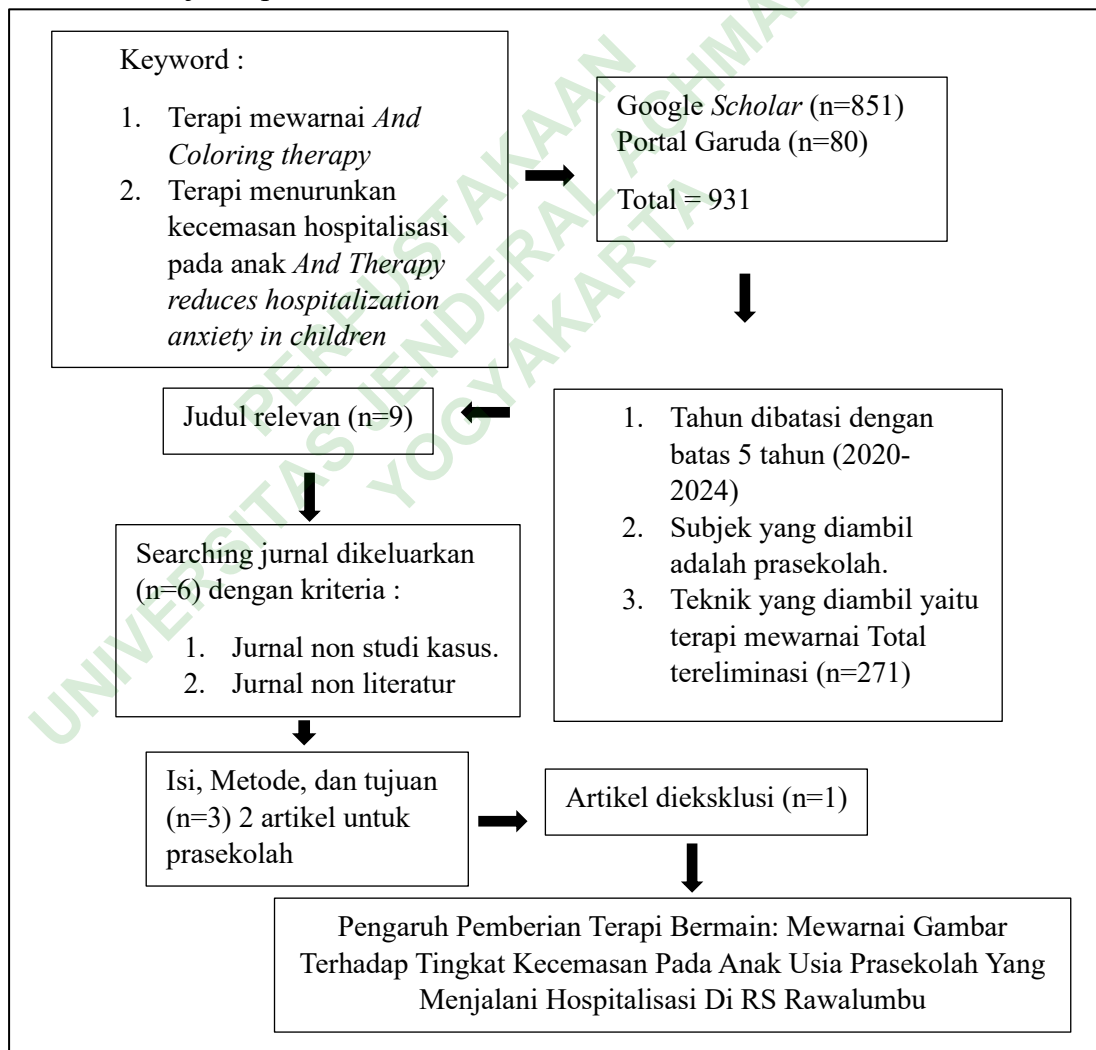 Keyword :
1. Terapi mewarnai And
Coloring therapy
2. Terapi menurunkan
kecemasan hospitalisasi
pada anak And Therapy
reduces hospitalization
anxiety in children
Google Scholar (n=851)
Portal Garuda (n=80)
Total = 931
1. Tahun dibatasi dengan
batas 5 tahun (2020-
2024)
2. Subjek yang diambil
adalah prasekolah.
3. Teknik yang diambil yaitu
terapi mewarnai Total
tereliminasi (n=271)
Judul relevan (n=9)
Searching jurnal dikeluarkan
(n=6) dengan kriteria :
1. Jurnal non studi kasus.
2. Jurnal non literatur
Isi, Metode, dan tujuan
(n=3) 2 artikel untuk
prasekolah
Artikel dieksklusi (n=1)
Pengaruh Pemberian Terapi Bermain: Mewarnai Gambar
Terhadap Tingkat Kecemasan Pada Anak Usia Prasekolah Yang
Menjalani Hospitalisasi Di RS Rawalumbu
PERPUSTAKAAN
UNIVERSITAS JENDERAL ACHMA
YOGYAKARTA